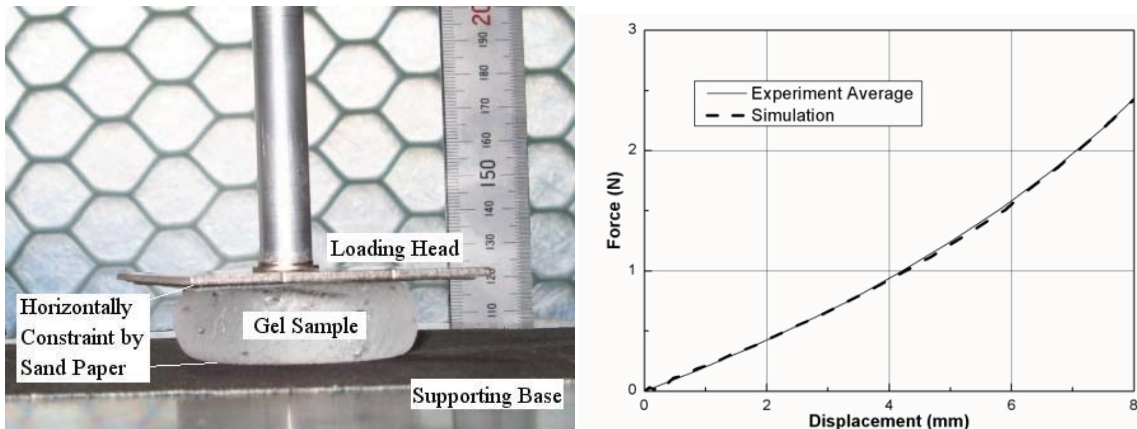 20
190
180
170
150
140
130
Loading Head
120
110
Horizontally
Constraint by
Sand Paper
Gel Sample
Supporting Base
3
Experiment Average
Simulation
2
Force (N)
1
0
0 2 4 6 8
Displacement (mm)